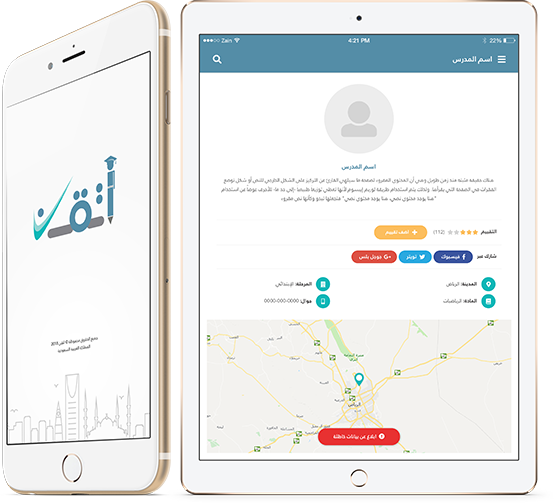 أتقن
جميع الحقوق محفوظة © اتقن 2015
المملكة العربية السعودية
Zain
4:21 PM
22%
اسم المدرس
اسم المدرس
هناك حقيقة مثبتة منذ زمن طويل وهي أن المحتوى المقروء لصفحة ما سيلهي القارئ عن التركيز على الشكل الخارجي للنص أو شكل توضع
الفقرات في الصفحة التي يقرأها. ولذلك يتم استخدام طريقة لوريم إيبسوم لأنها تعطي توزيعا طبيعيا -إلى حد ما- للأحرف عوضا عن استخدام
"هنا يوجد محتوى نصي، هنا يوجد محتوى نصي" فتجعلها تبدو وكأنها نص مقروء.
التقييم (112) أضف تقييم +
شارك عبر فيسبوك تويتر جوجل بلس
المدينة: الرياض المرحلة: الإبتدائي
المادة: الرياضيات جوال: 0000-000-0000
الرياض
ابلاغ عن بيانات خاطئة